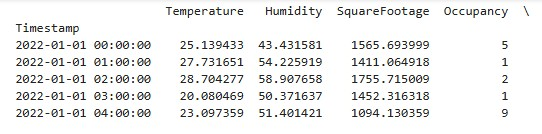 Temperature Humidity SquareFootage Occupancy \
Timestamp
2022-01-01 00:00:00 25.139433 43.431581 1565.693999 5
2022-01-01 01:00:00 27.731651 54.225919 1411.064918 1
2022-01-01 02:00:00 28.704277 58.907658 1755.715009 2
2022-01-01 03:00:00 20.080469 50.371637 1452.316318 1
2022-01-01 04:00:00 23.097359 51.401421 1094.130359 9